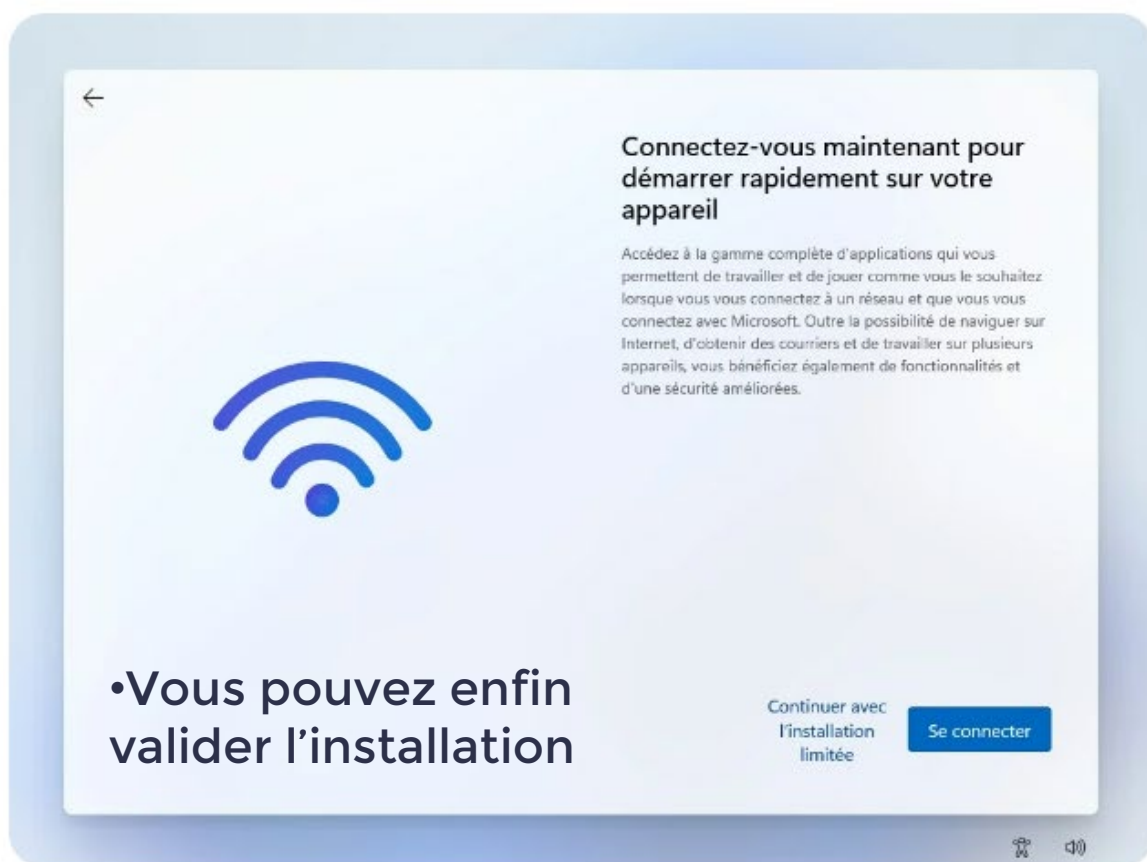 Connectez-vous maintenant pour
démarrer rapidement sur votre
appareil
Accédez à la gamme complète d'applications qui vous
permettent de travailler et de jouer comme vous le souhaitez
lorsque vous vous connectez à un réseau et que vous vous
connectez avec Microsoft. Outre la possibilité de naviguer sur
Internet, d'obtenir des courriers et de travailler sur plusieurs
appareils, vous bénéficiez également de fonctionnalités et
d'une sécurité améliorées.
•Vous pouvez enfin
valider l’installation
Continuer avec
l'installation
limitée
Se connecter